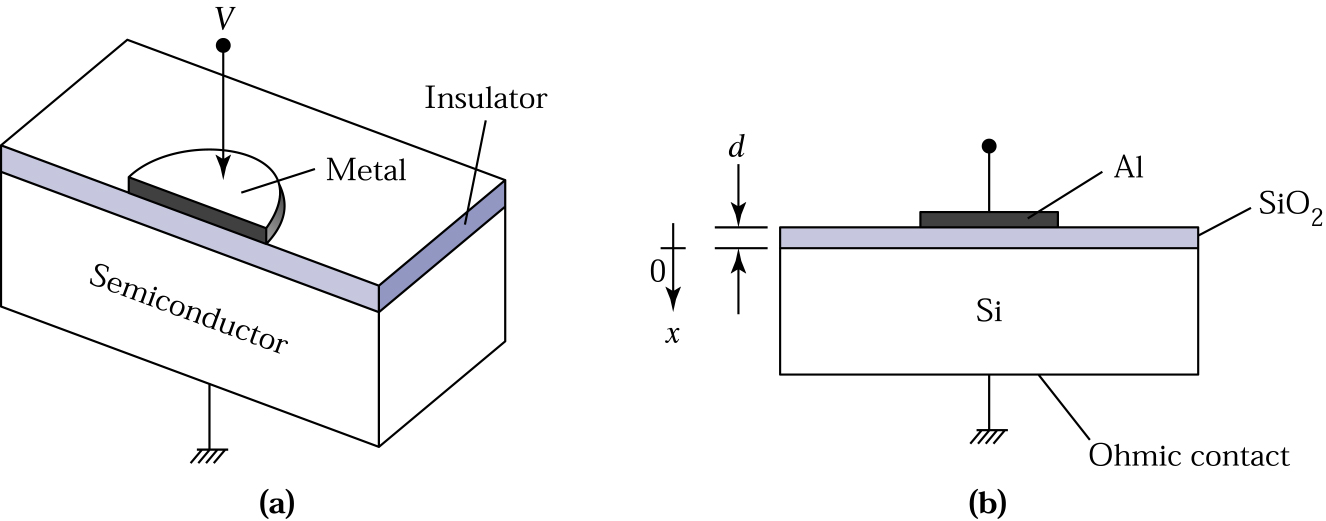 V
Insulator
Metal
Semiconductor
(a)
d
Al
SiO₂
0
x
Si
Ohmic contact
(b)